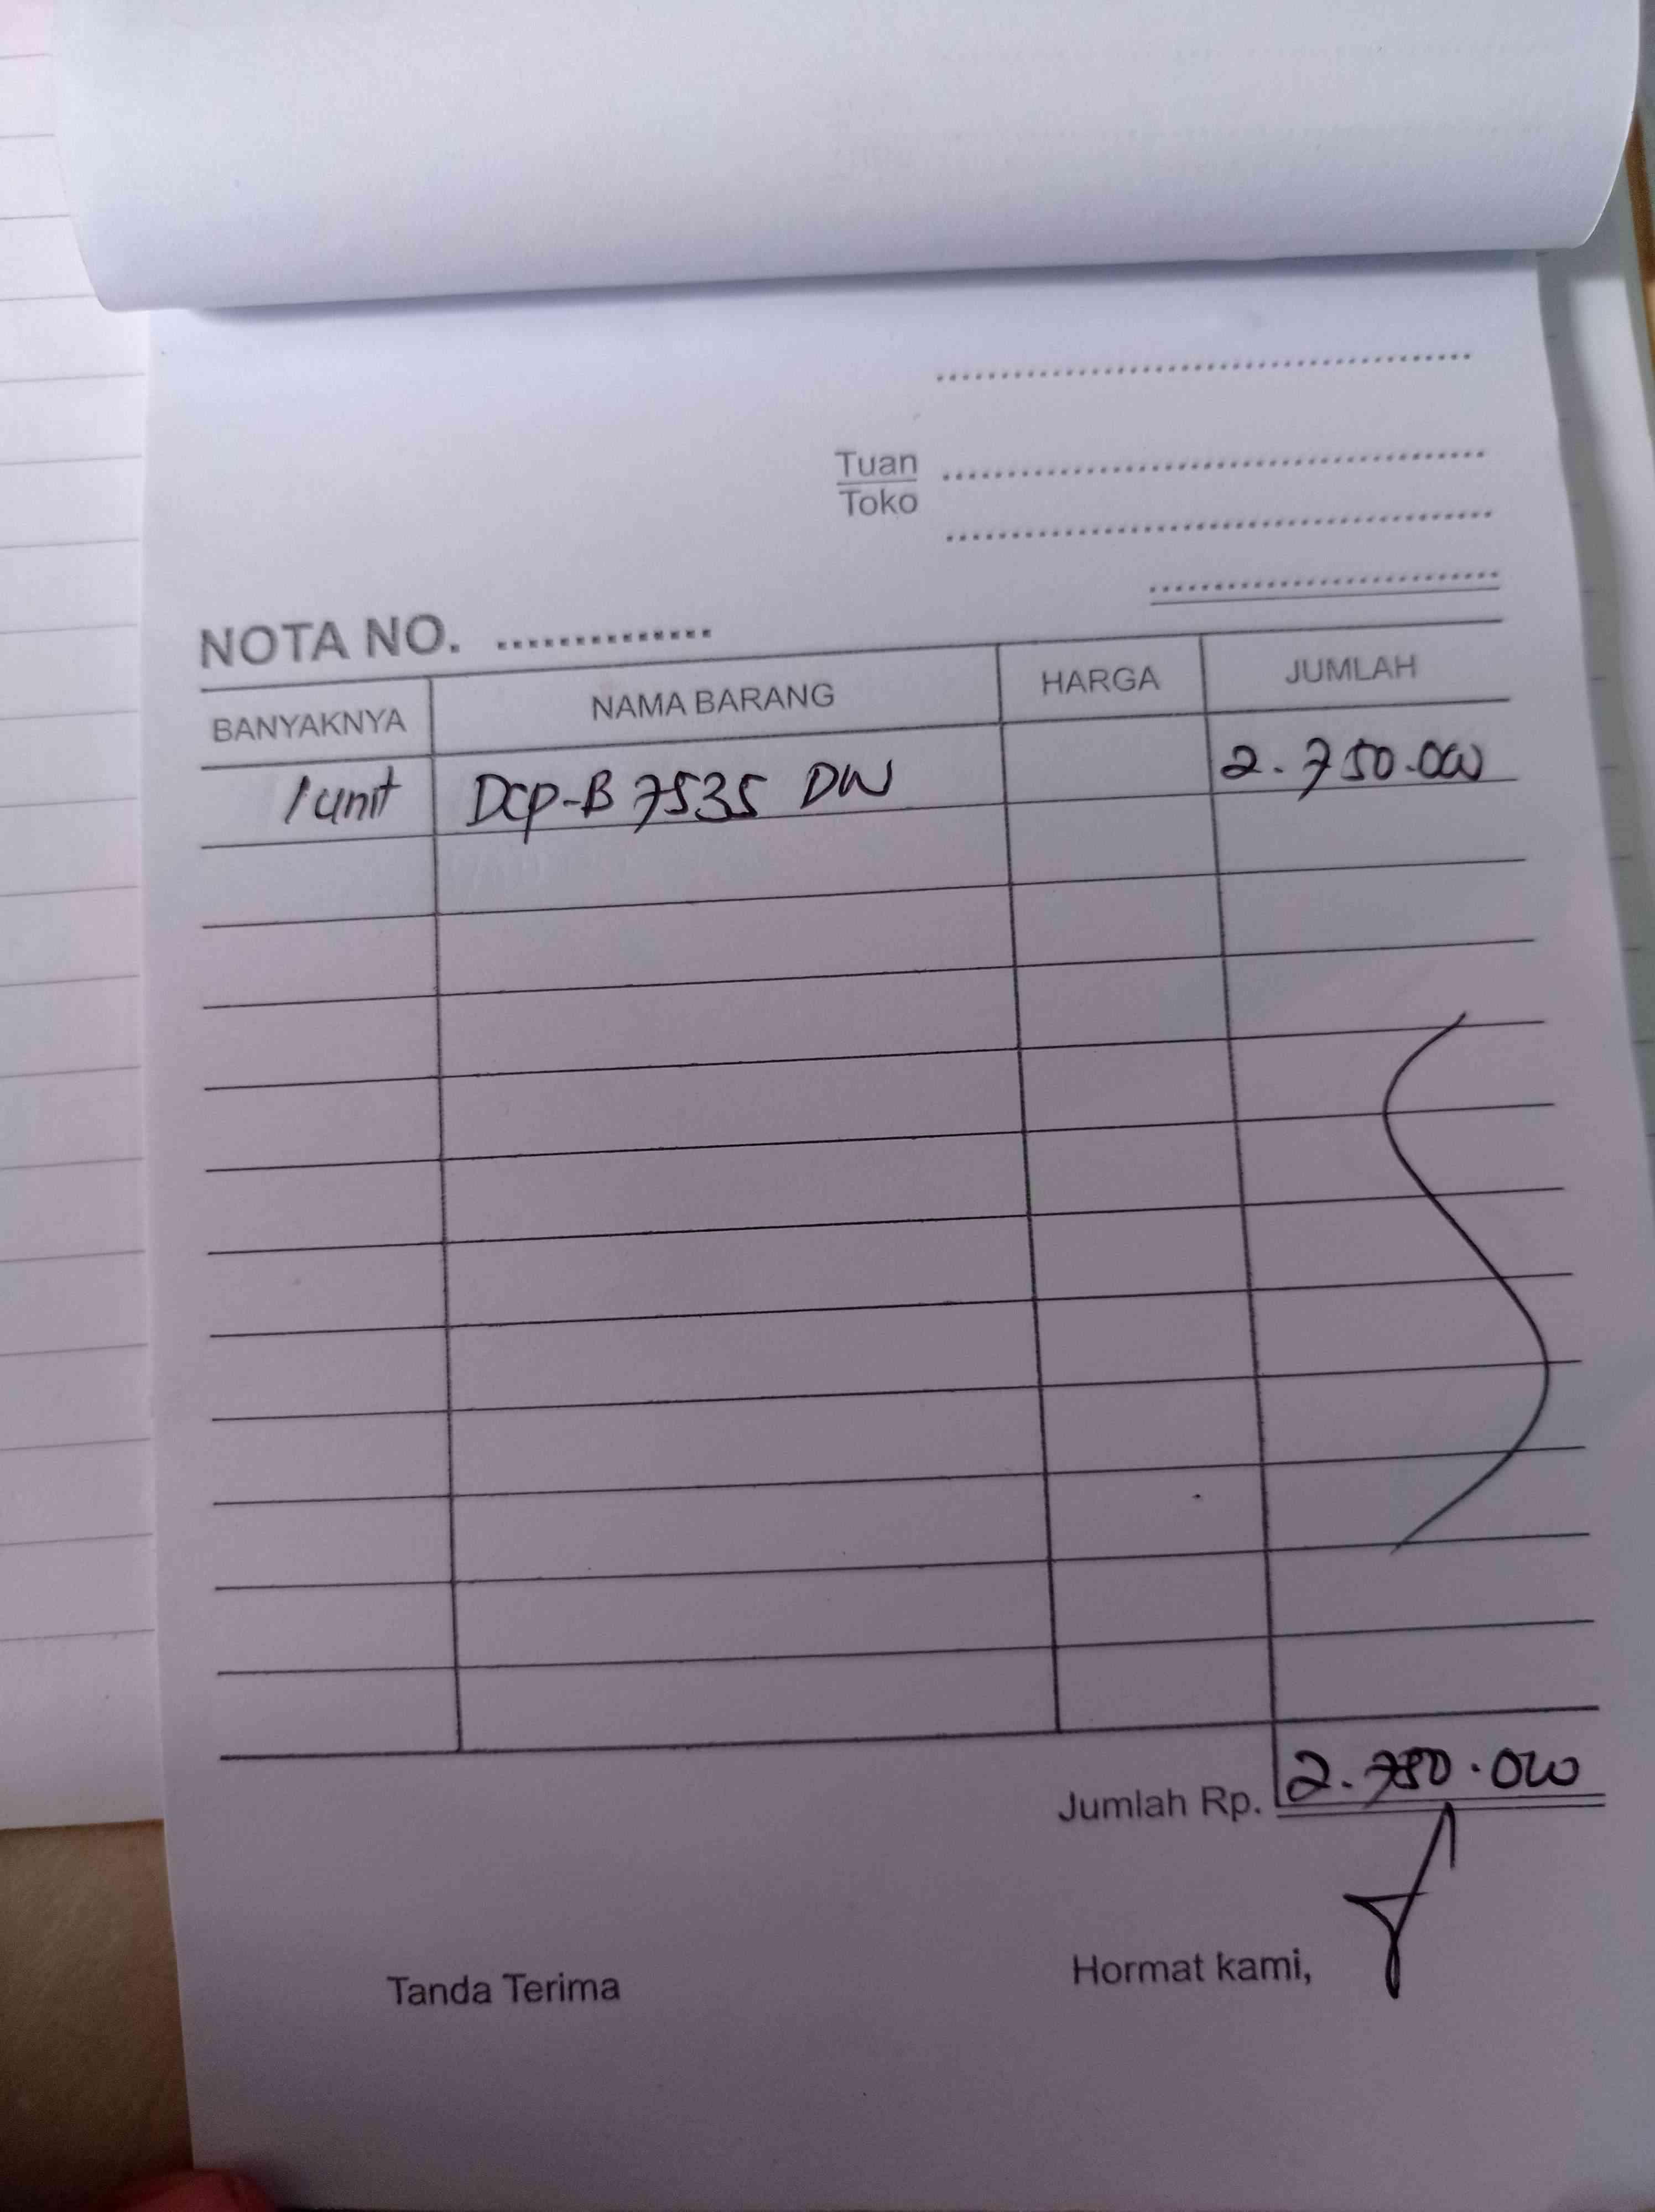 Tuan
Toko
NOTA NO. ..............
BANYAKNYA NAMA BARANG HARGA JUMLAH
1 unit DCP-B 7535 DW 2.750.000
Jumlah Rp. 2.750.000
Tanda Terima Hormat kami,